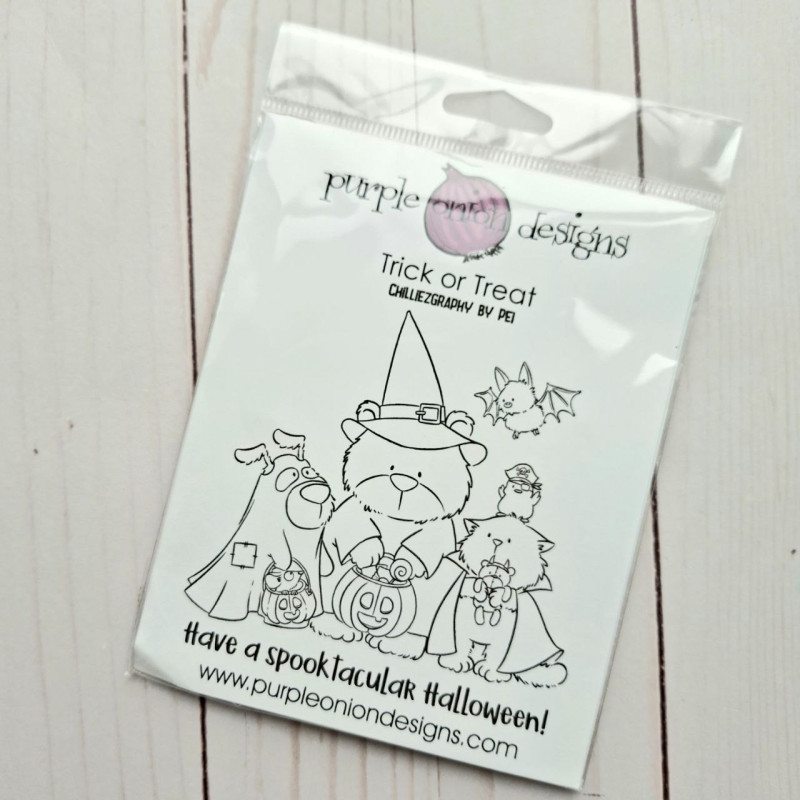 purple onion designs
Trick or Treat
CHILLIEZGRAPHY BY PEI
Have a spooktacular Halloween!
www.purpleoniondesigns.com